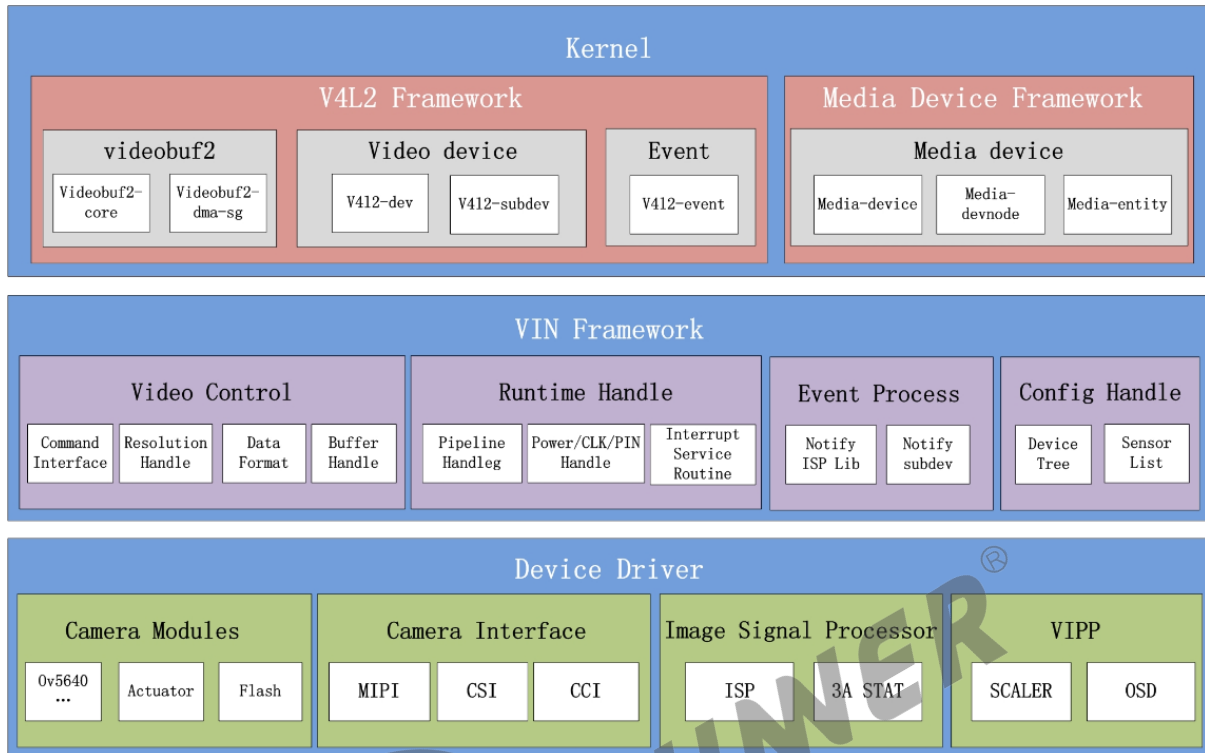 Kernel
V4L2 Framework
Media Device Framework
videobuf2
Video device
Event
Media device
Videobuf2-
core
Videobuf2-
dma-sg
V4l2-dev
V4l2-subdev
V4l2-event
Media-device
Media-
devnode
Media-entity
VIN Framework
Video Control
Runtime Handle
Event Process
Config Handle
Command
Interface
Resolution
Handle
Data
Format
Buffer
Handle
Pipeline
Handleg
Power/CLK/PIN
Handle
Interrupt
Service
Routine
Notify
ISP Lib
Notify
subdev
Device
Tree
Sensor
List
Device Driver
Camera Modules
Camera Interface
Image Signal Processor
VIPP
Ov5640
...
Actuator
Flash
MIPI
CSI
CCI
ISP
3A STAT
SCALER
OSD